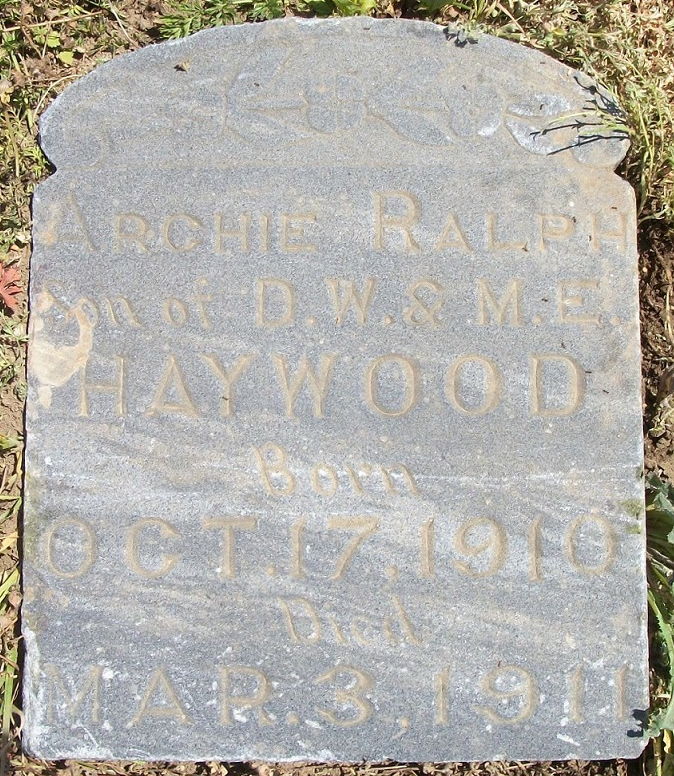 ARCHIE RALPH
Son of D.W. & M.E.
HAYWOOD
Born
OCT. 17, 1910
Died
MAR. 3, 1911